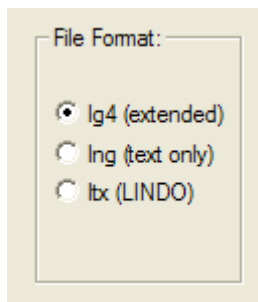 File Format:
lg4 (extended)
lng (text only)
ltx (LINDO)